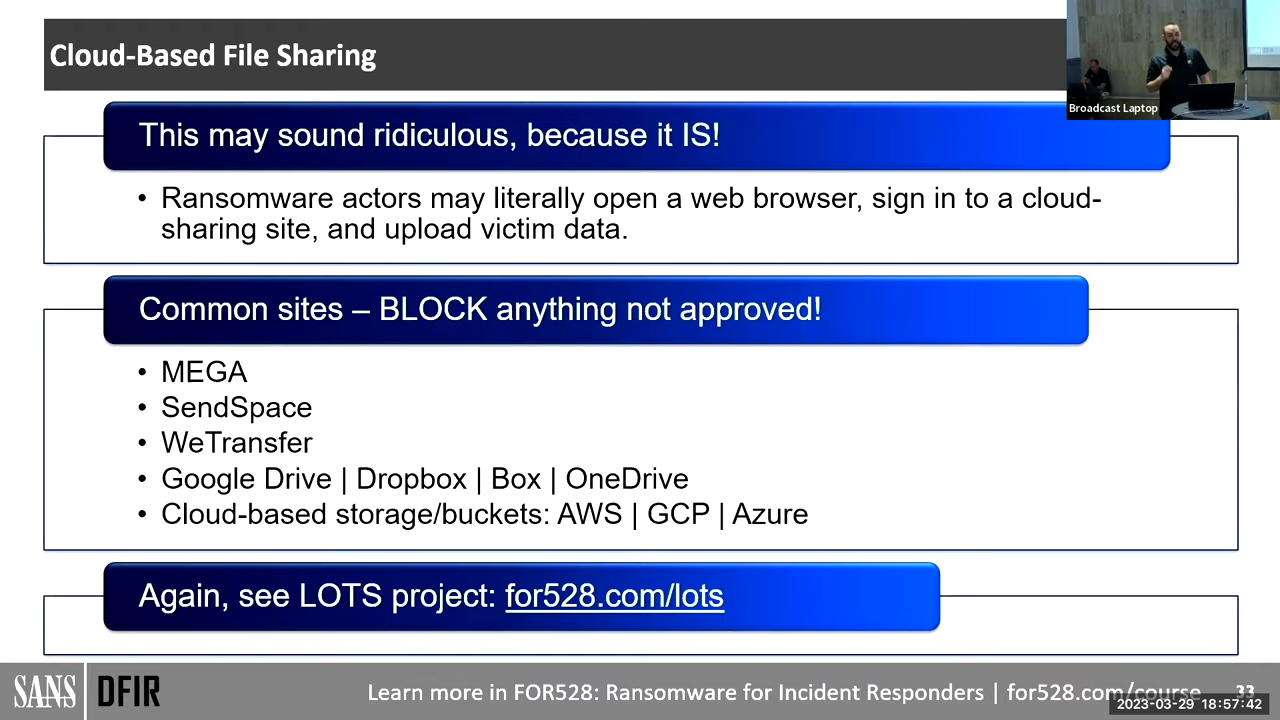 Cloud-Based File Sharing
Broadcast Laptop
This may sound ridiculous, because it IS!
• Ransomware actors may literally open a web browser, sign in to a cloud-
sharing site, and upload victim data.
Common sites – BLOCK anything not approved!
• MEGA
• SendSpace
• WeTransfer
• Google Drive | Dropbox | Box | OneDrive
• Cloud-based storage/buckets: AWS | GCP | Azure
Again, see LOTS project: for528.com/lots
SANS DFIR
Learn more in FOR528: Ransomware for Incident Responders | for528.com/course 33
2023-03-29 18:57:42